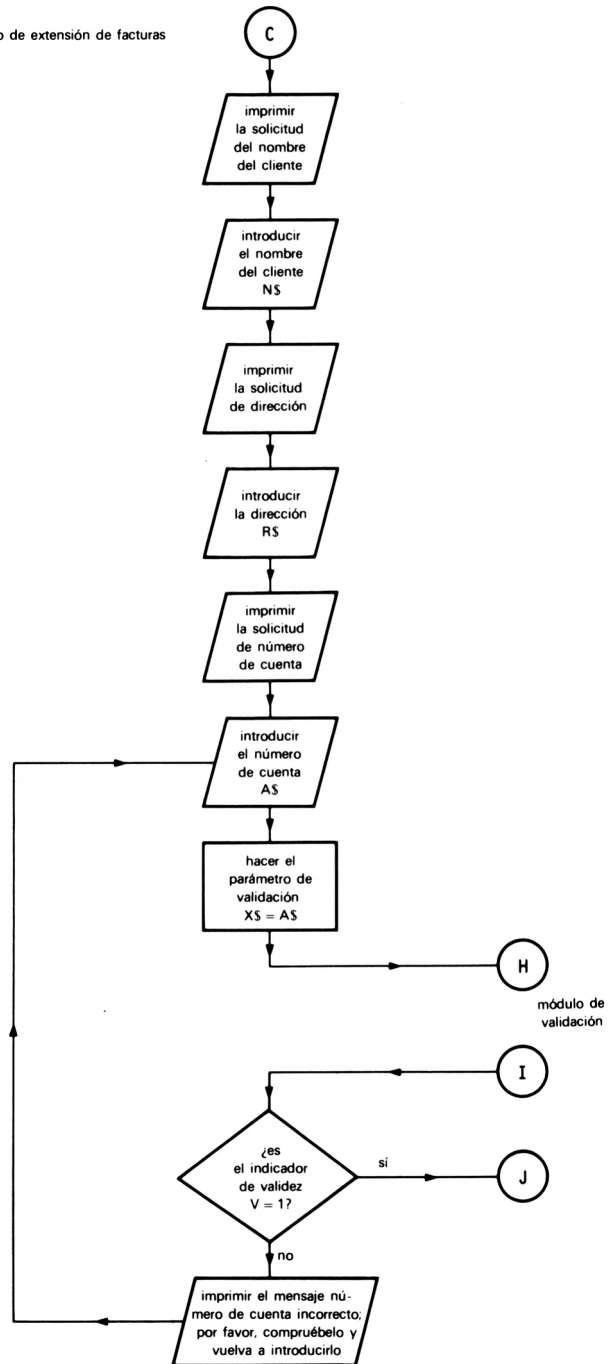 o de extensión de facturas
C
imprimir
la solicitud
del nombre
del cliente
introducir
el nombre
del cliente
N$
imprimir
la solicitud
de dirección
introducir
la dirección
R$
imprimir
la solicitud
de número
de cuenta
introducir
el número
de cuenta
A$
hacer el
parámetro de
validación
X$ = A$
H
módulo de
validación
I
¿es
el indicador
de validez
V = 1?
sí
J
no
imprimir el mensaje nú-
mero de cuenta incorrecto;
por favor, compruébelo y
vuelva a introducirlo